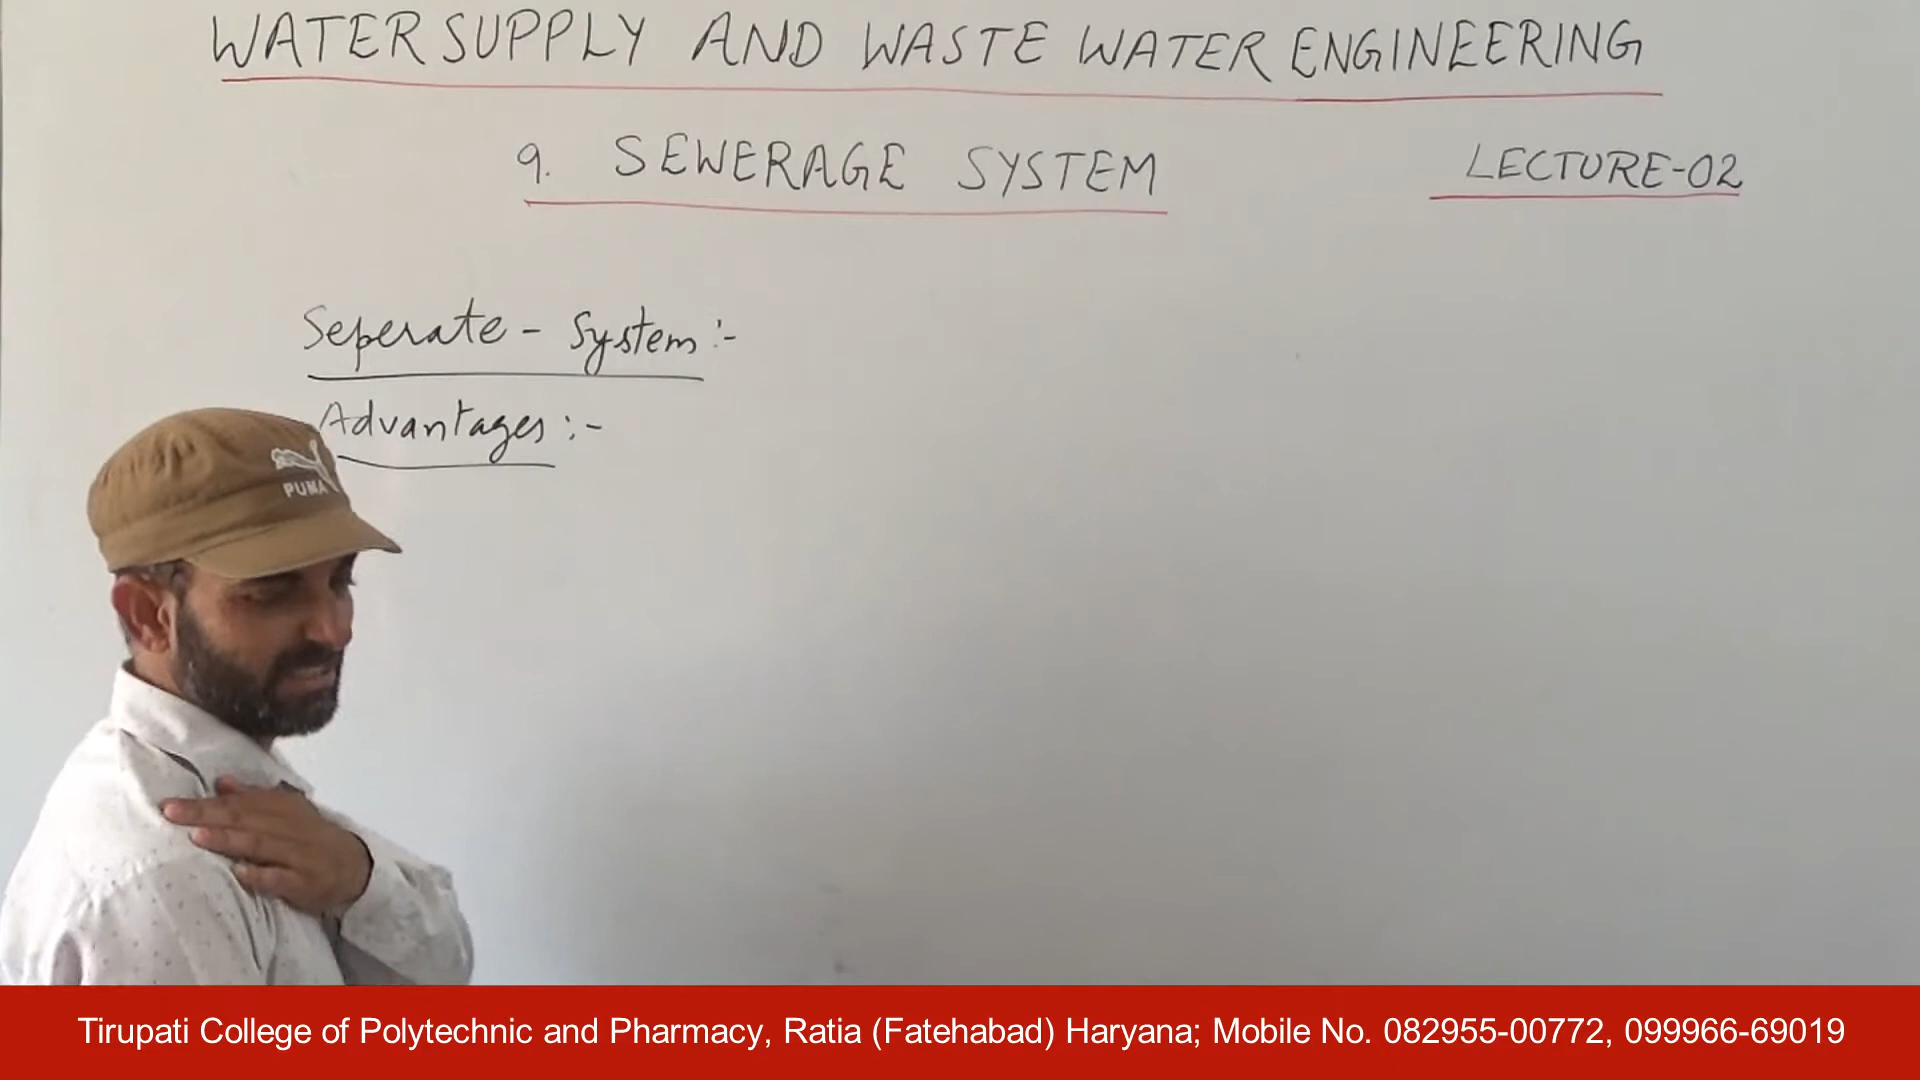 WATER SUPPLY AND WASTE WATER ENGINEERING
9. SEWERAGE SYSTEM
LECTURE-02
Seperate - System :-
Advantages :-
PUMA
Tirupati College of Polytechnic and Pharmacy, Ratia (Fatehabad) Haryana; Mobile No. 082955-00772, 099966-69019